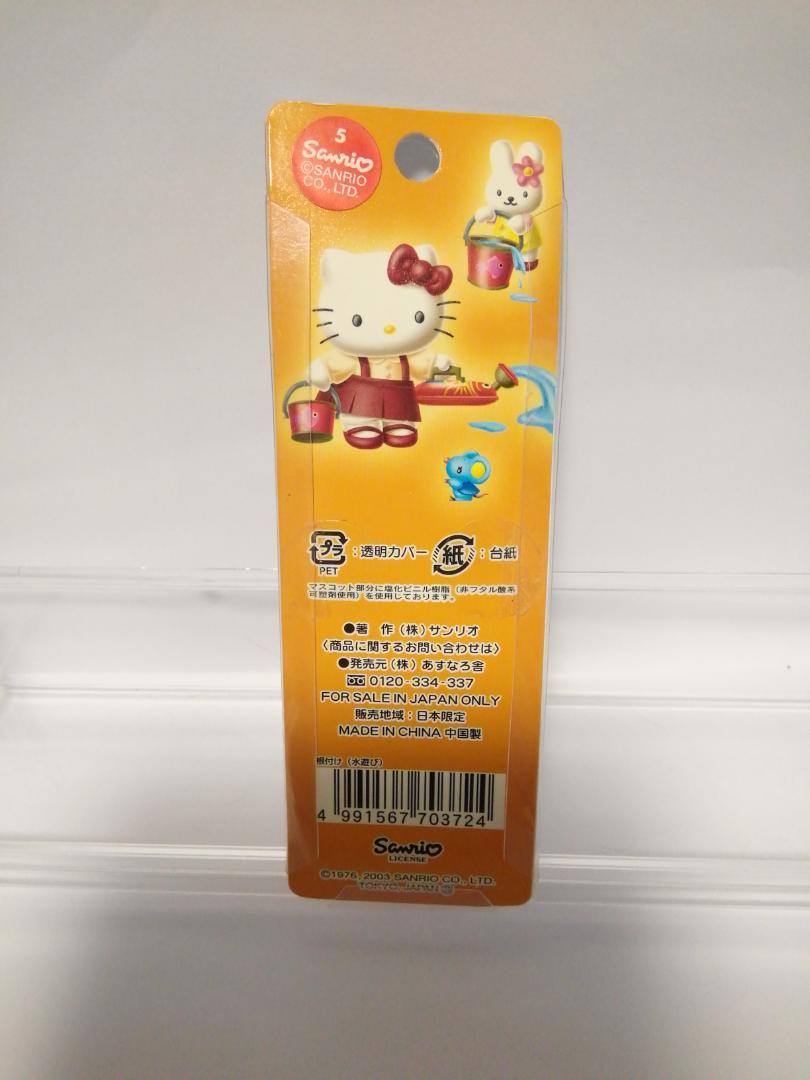 5
Sanrio
©SANRIO
CO., LTD.
プラ
PET
：透明カバー
紙
：台紙
マスコット部分に塩化ビニル樹脂（非フタル酸系
可塑剤使用）を使用しております。
●著　作（株）サンリオ
〈商品に関するお問い合わせは〉
●発売元（株）あすなろ舎
0120-334-337
FOR SALE IN JAPAN ONLY
販売地域：日本限定
MADE IN CHINA 中国製
根付け（水遊び）
4 991567 703724
Sanrio
LICENSE
©1976, 2003 SANRIO CO., LTD.
TOKYO, JAPAN